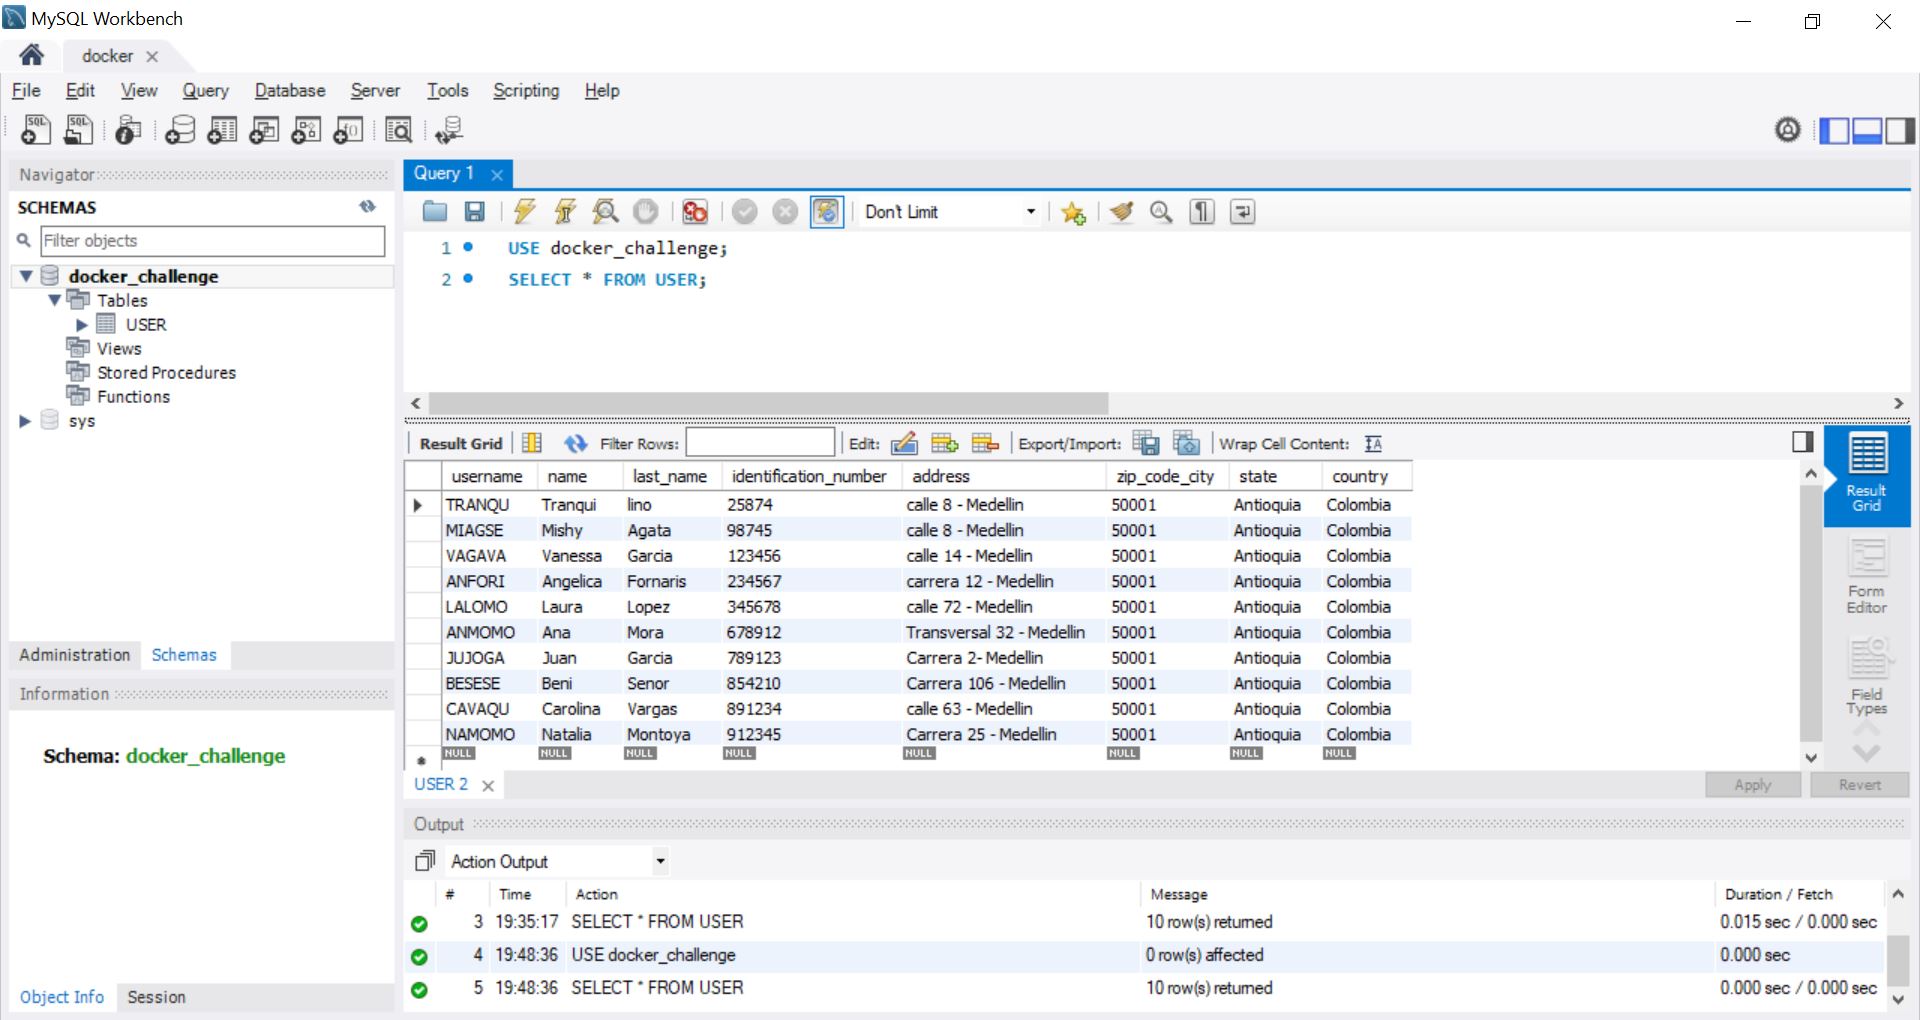 MySQL Workbench
docker
File Edit View Query Database Server Tools Scripting Help
Navigator
SCHEMAS
Filter objects
docker_challenge
Tables
USER
Views
Stored Procedures
Functions
sys
Administration Schemas
Information
Schema: docker_challenge
Object Info Session
Query 1
Don't Limit
1 USE docker_challenge;
2 SELECT * FROM USER;
Result Grid Filter Rows: Edit: Export/Import: Wrap Cell Content:
username name last_name identification_number address zip_code_city state country
TRANQU Tranqui lino 25874 calle 8 - Medellin 50001 Antioquia Colombia
MIAGSE Mishy Agata 98745 calle 8 - Medellin 50001 Antioquia Colombia
VAGAVA Vanessa Garcia 123456 calle 14 - Medellin 50001 Antioquia Colombia
ANFORI Angelica Fornaris 234567 carrera 12 - Medellin 50001 Antioquia Colombia
LALOMO Laura Lopez 345678 calle 72 - Medellin 50001 Antioquia Colombia
ANMOMO Ana Mora 678912 Transversal 32 - Medellin 50001 Antioquia Colombia
JUJOGA Juan Garcia 789123 Carrera 2- Medellin 50001 Antioquia Colombia
BESESE Beni Senor 854210 Carrera 106 - Medellin 50001 Antioquia Colombia
CAVAQU Carolina Vargas 891234 calle 63 - Medellin 50001 Antioquia Colombia
NAMOMO Natalia Montoya 912345 Carrera 25 - Medellin 50001 Antioquia Colombia
NULL NULL NULL NULL NULL NULL NULL NULL
Result
Grid
Form
Editor
Field
Types
USER 2
Apply Revert
Output
Action Output
# Time Action Message Duration / Fetch
3 19:35:17 SELECT * FROM USER 10 row(s) returned 0.015 sec / 0.000 sec
4 19:48:36 USE docker_challenge 0 row(s) affected 0.000 sec
5 19:48:36 SELECT * FROM USER 10 row(s) returned 0.000 sec / 0.000 sec